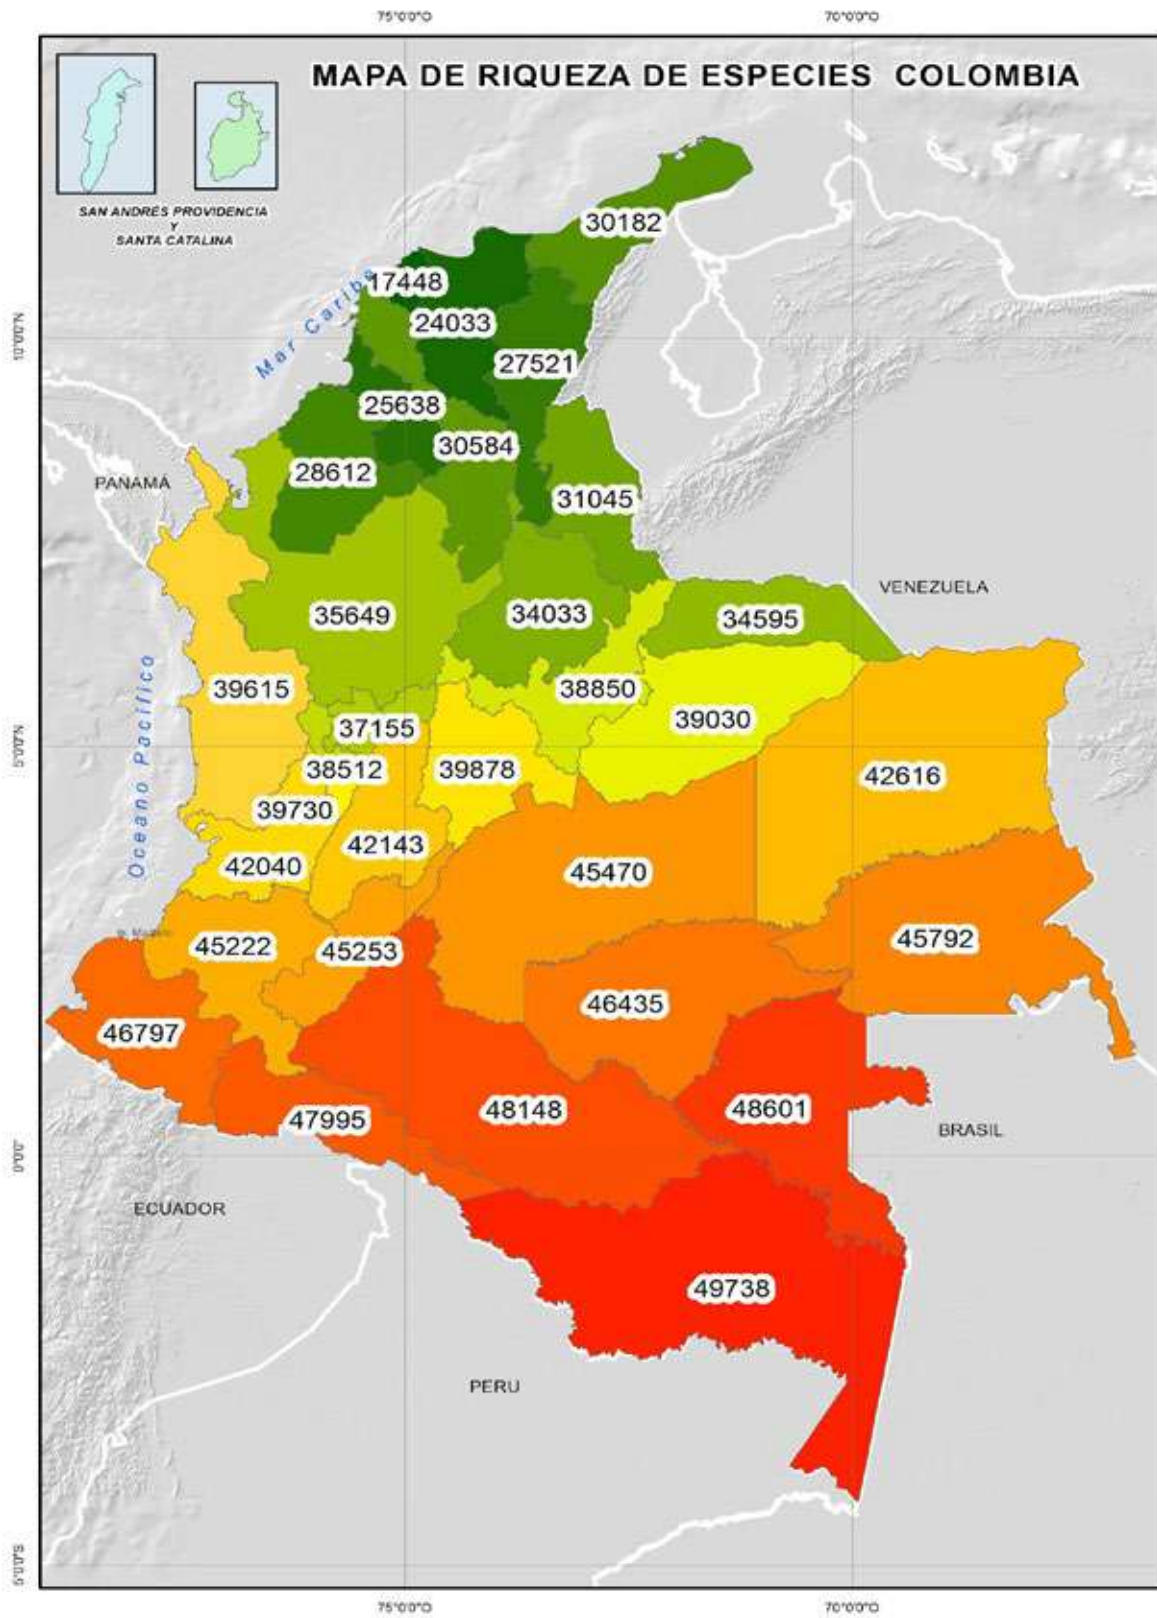 75°0'0"O
70°0'0"O
MAPA DE RIQUEZA DE ESPECIES COLOMBIA
SAN ANDRÉS PROVIDENCIA
Y
SANTA CATALINA
30182
17448
Mar Caribe
24033
10°0'0"N
27521
25638
30584
28612
PANAMÁ
31045
VENEZUELA
35649
34033
34595
39615
38850
39030
Oceano Pacífico
37155
5°0'0"N
38512
39878
42616
39730
42143
42040
45470
45222
45253
45792
46435
46797
48148
48601
47995
BRASIL
0°0'0"
ECUADOR
49738
PERU
5°0'0"S
75°0'0"O
70°0'0"O